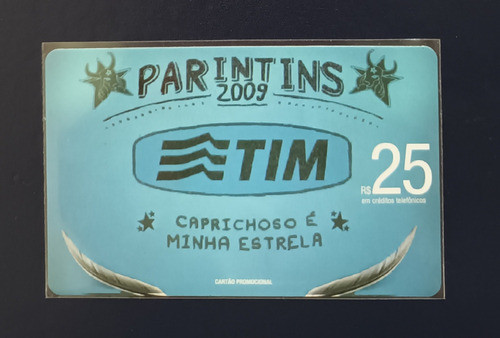 PARINTINS
2009
TIM
R$25
em créditos telefônicos
CAPRICHOSO É
MINHA ESTRELA
CARTÃO PROMOCIONAL